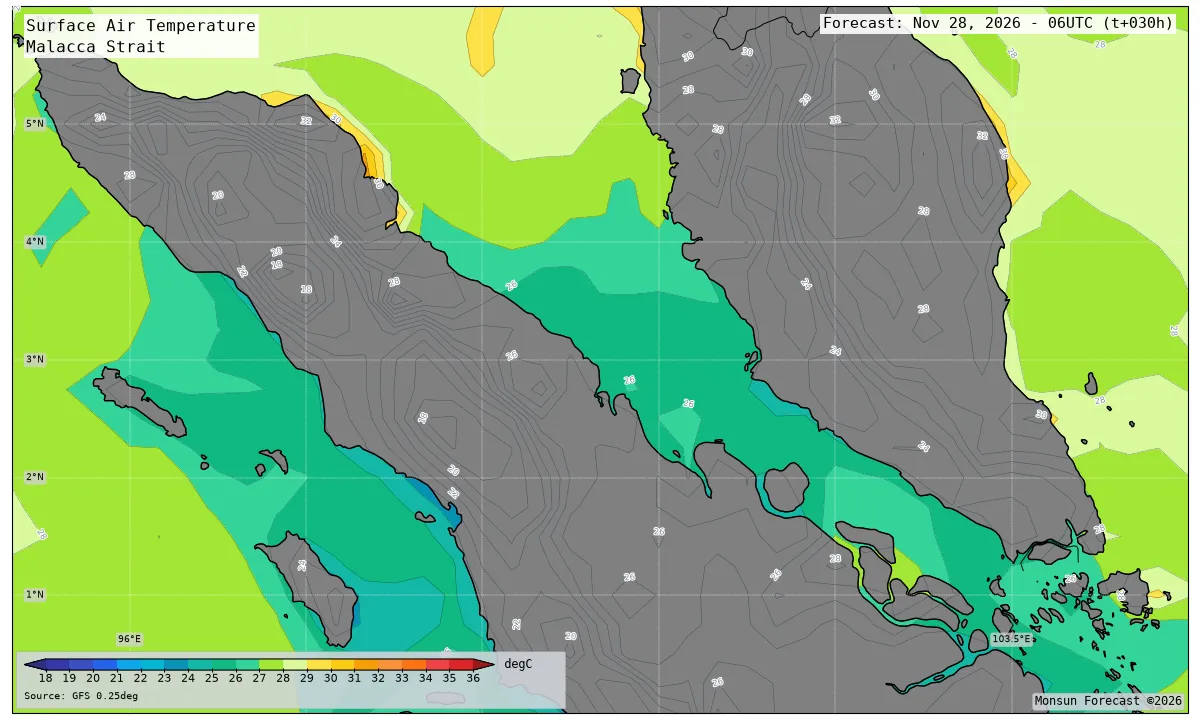 Surface Air Temperature
Malacca Strait
Forecast: Nov 28, 2026 - 06UTC (t+030h)
5°N
4°N
3°N
2°N
1°N
96°E
103.5°E
degC
18 19 20 21 22 23 24 25 26 27 28 29 30 31 32 33 34 35 36
Source: GFS 0.25deg
Monsun Forecast ©2026